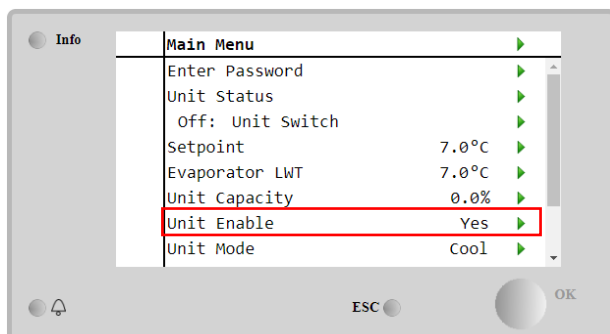 Info
Main Menu
Enter Password
Unit Status
Off: Unit Switch
Setpoint 7.0°C
Evaporator LWT 7.0°C
Unit Capacity 0.0%
Unit Enable Yes
Unit Mode Cool
ESC
OK